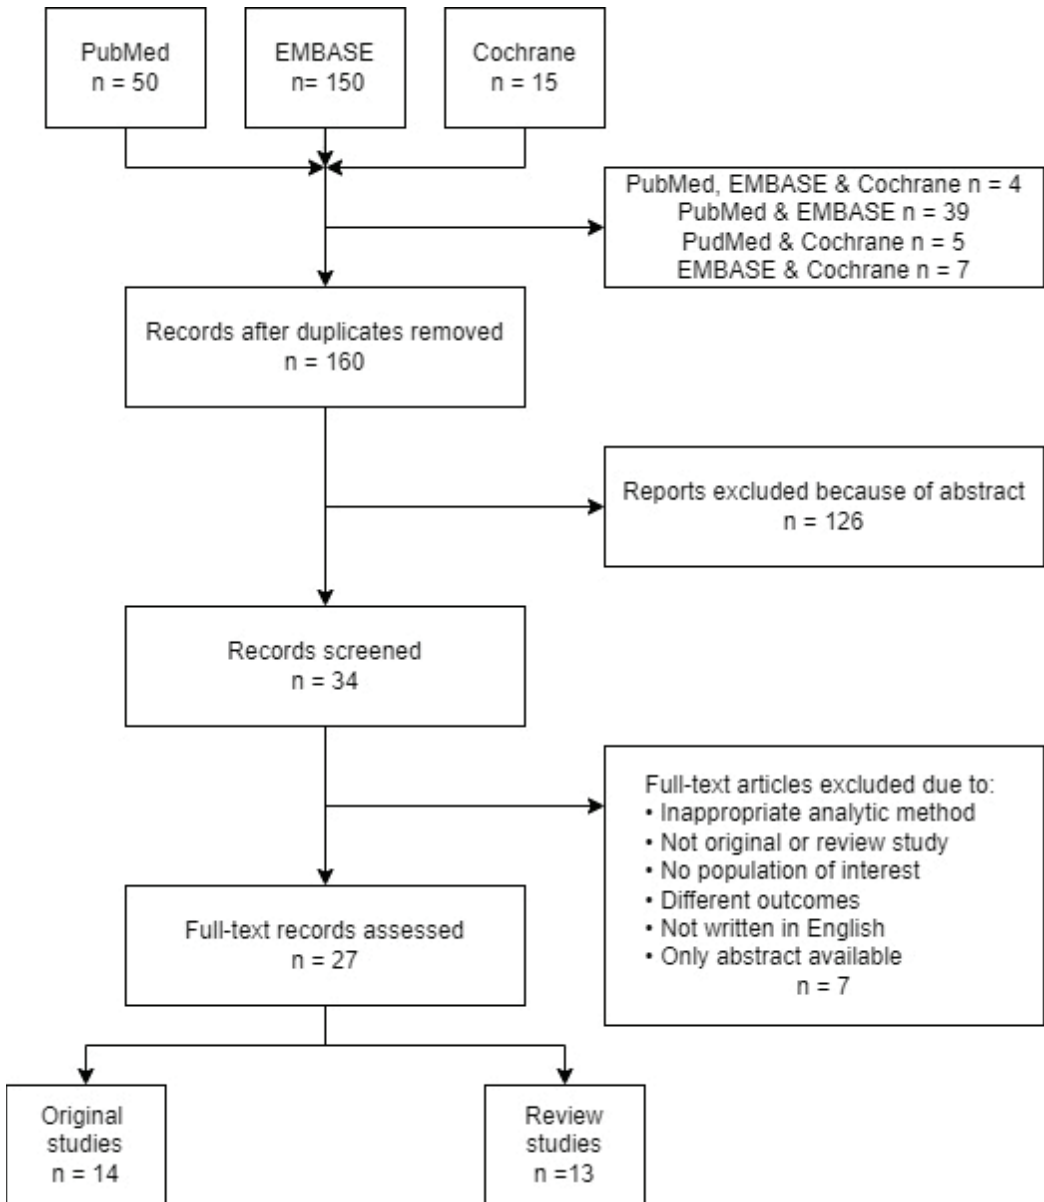 PubMed
n = 50
EMBASE
n= 150
Cochrane
n = 15
PubMed, EMBASE & Cochrane n = 4
PubMed & EMBASE n = 39
PudMed & Cochrane n = 5
EMBASE & Cochrane n = 7
Records after duplicates removed
n = 160
Reports excluded because of abstract
n = 126
Records screened
n = 34
Full-text articles excluded due to:
• Inappropriate analytic method
• Not original or review study
• No population of interest
• Different outcomes
• Not written in English
• Only abstract available
n = 7
Full-text records assessed
n = 27
Original
studies
n = 14
Review
studies
n =13